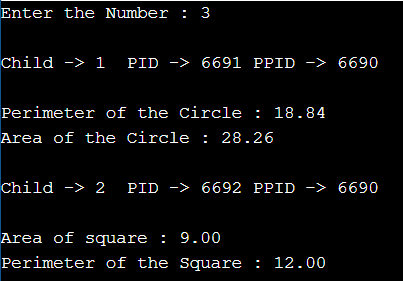 Enter the Number : 3
Child -> 1  PID -> 6691 PPID -> 6690
Perimeter of the Circle : 18.84
Area of the Circle : 28.26
Child -> 2  PID -> 6692 PPID -> 6690
Area of square : 9.00
Perimeter of the Square : 12.00